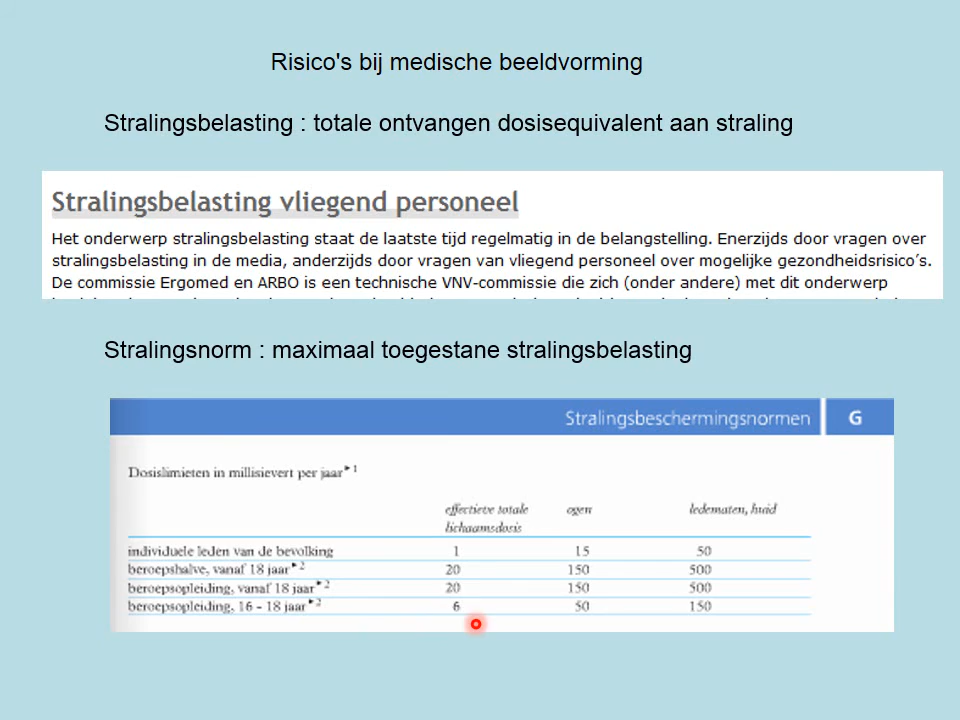 Risico's bij medische beeldvorming
Stralingsbelasting : totale ontvangen dosisequivalent aan straling
Stralingsbelasting vliegend personeel
Het onderwerp stralingsbelasting staat de laatste tijd regelmatig in de belangstelling. Enerzijds door vragen over
stralingsbelasting in de media, anderzijds door vragen van vliegend personeel over mogelijke gezondheidsrisico's.
De commissie Ergomed en ARBO is een technische VNV-commissie die zich (onder andere) met dit onderwerp
Stralingsnorm : maximaal toegestane stralingsbelasting
Stralingsbeschermingsnormen G
Dosislimieten in millisievert per jaar ▸1
effectieve totale ogen ledematen, huid
lichaamsdosis
individuele leden van de bevolking 1 15 50
beroepshalve, vanaf 18 jaar ▸2 20 150 500
beroepsopleiding, vanaf 18 jaar ▸2 20 150 500
beroepsopleiding, 16 - 18 jaar ▸2 6 50 150